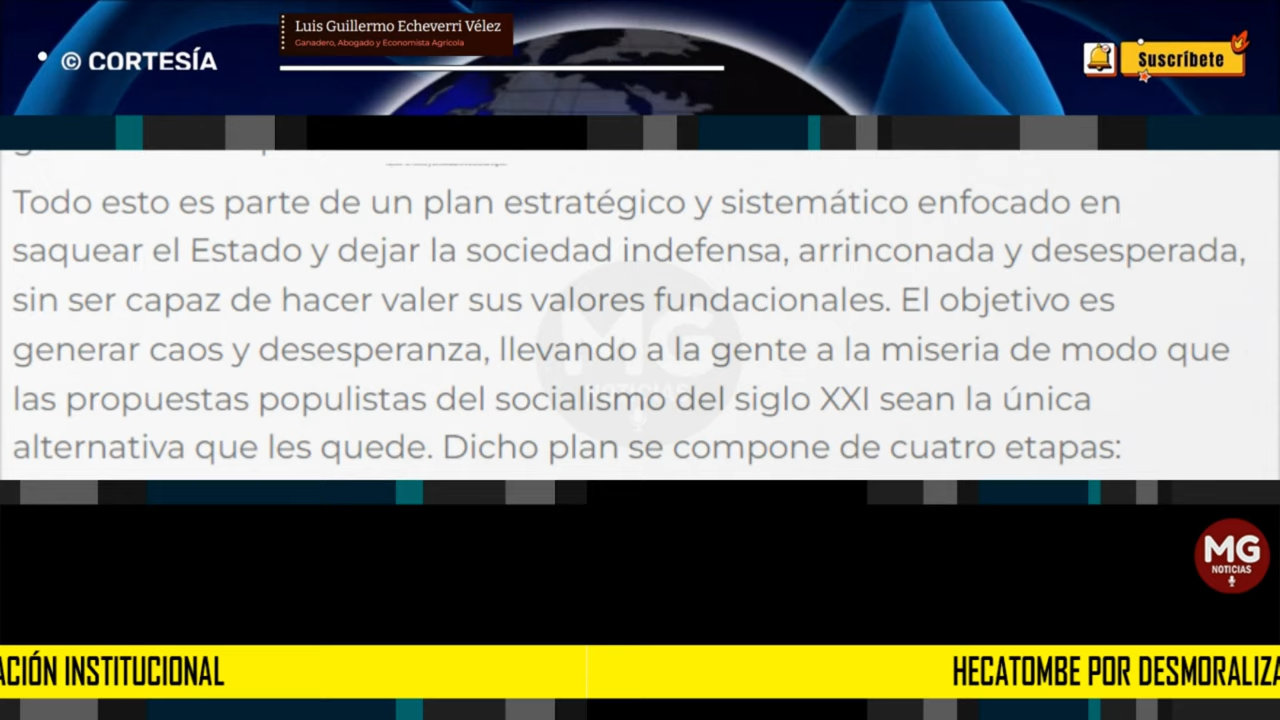 Luis Guillermo Echeverri Vélez
Ganadero, Abogado y Economista Agrícola
© CORTESÍA
Suscríbete
Todo esto es parte de un plan estratégico y sistemático enfocado en
saquear el Estado y dejar la sociedad indefensa, arrinconada y desesperada,
sin ser capaz de hacer valer sus valores fundacionales. El objetivo es
generar caos y desesperanza, llevando a la gente a la miseria de modo que
las propuestas populistas del socialismo del siglo XXI sean la única
alternativa que les quede. Dicho plan se compone de cuatro etapas:
MG
NOTICIAS
MG
NOTICIAS
ACIÓN INSTITUCIONAL
HECATOMBE POR DESMORALIZA